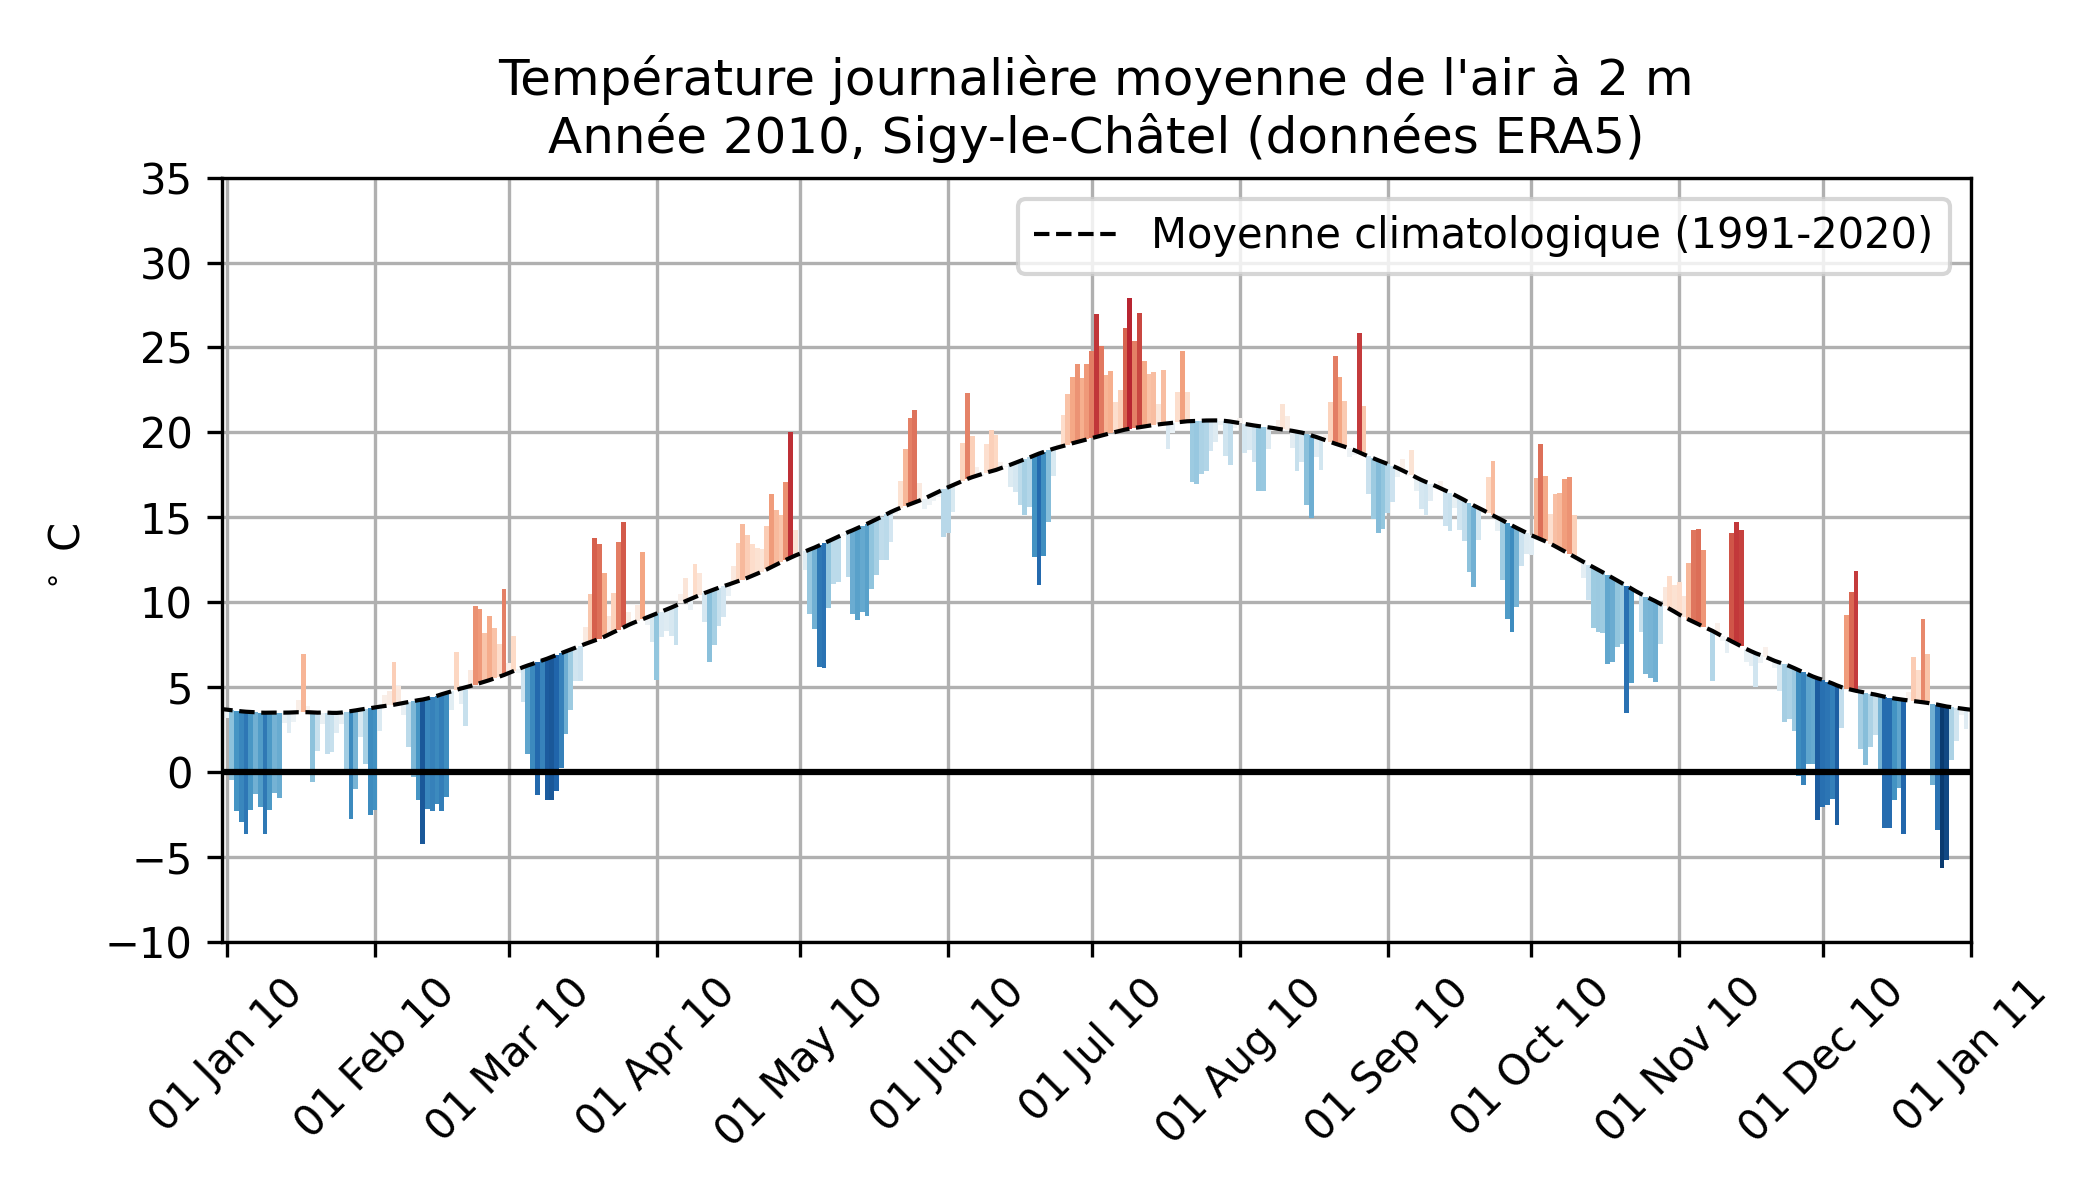 Température journalière moyenne de l'air à 2 m
Année 2010, Sigy-le-Châtel (données ERA5)
35
30
25
20
15
10
5
0
−5
−10
° C
Moyenne climatologique (1991-2020)
01 Jan 10
01 Feb 10
01 Mar 10
01 Apr 10
01 May 10
01 Jun 10
01 Jul 10
01 Aug 10
01 Sep 10
01 Oct 10
01 Nov 10
01 Dec 10
01 Jan 11